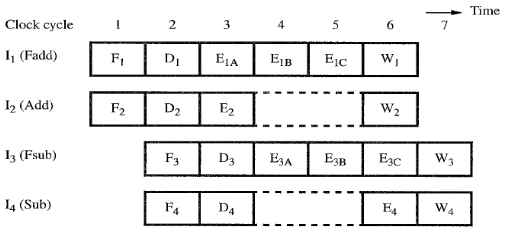 Time
Clock cycle 1 2 3 4 5 6 7
I1 (Fadd) F1 D1 E1A E1B E1C W1
I2 (Add) F2 D2 E2 W2
I3 (Fsub) F3 D3 E3A E3B E3C W3
I4 (Sub) F4 D4 E4 W4